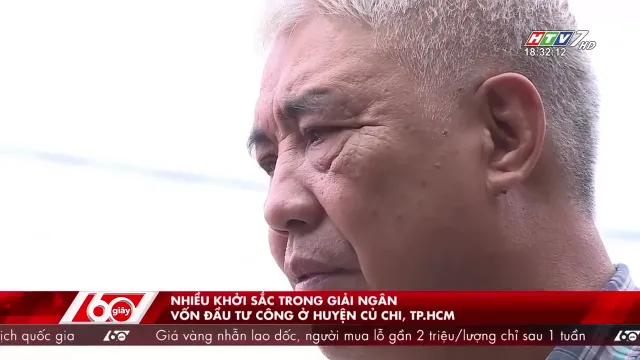 HTV7 HD
18:32:12
60 giây
NHIỀU KHỞI SẮC TRONG GIẢI NGÂN
VỐN ĐẦU TƯ CÔNG Ở HUYỆN CỦ CHI, TP.HCM
ịch quốc gia 60s Giá vàng nhẫn lao dốc, người mua lỗ gần 2 triệu/lượng chỉ sau 1 tuần 60s